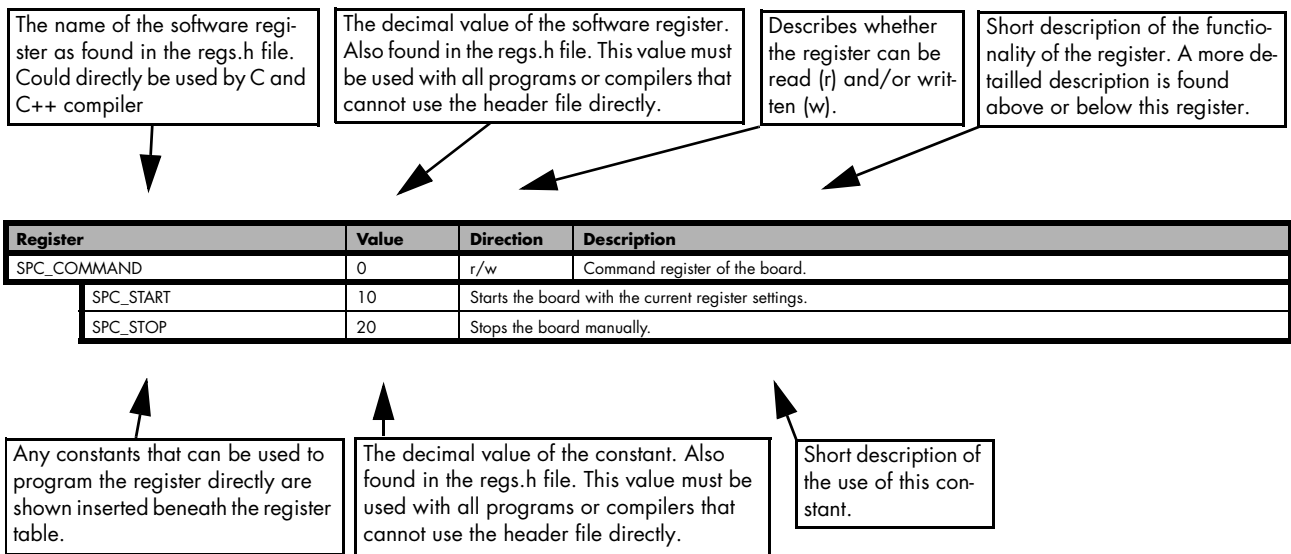 The name of the software regi-
ster as found in the regs.h file.
Could directly be used by C and
C++ compiler
The decimal value of the software register.
Also found in the regs.h file. This value must
be used with all programs or compilers that
cannot use the header file directly.
Describes whether
the register can be
read (r) and/or writ-
ten (w).
Short description of the functio-
nality of the register. A more de-
tailled description is found
above or below this register.
Register Value Direction Description
SPC_COMMAND 0 r/w Command register of the board.
SPC_START 10 Starts the board with the current register settings.
SPC_STOP 20 Stops the board manually.
Any constants that can be used to
program the register directly are
shown inserted beneath the register
table.
The decimal value of the constant. Also
found in the regs.h file. This value must be
used with all programs or compilers that
cannot use the header file directly.
Short description of
the use of this con-
stant.